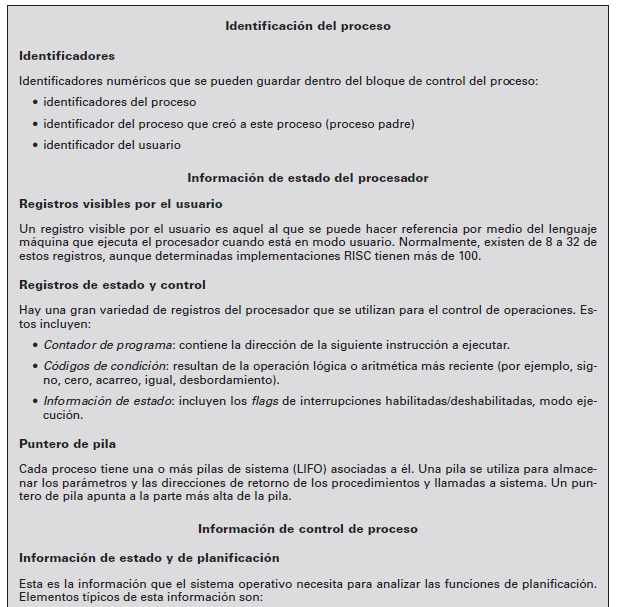 Identificación del proceso
Identificadores
Identificadores numéricos que se pueden guardar dentro del bloque de control del proceso:
• identificadores del proceso
• identificador del proceso que creó a este proceso (proceso padre)
• identificador del usuario
Información de estado del procesador
Registros visibles por el usuario
Un registro visible por el usuario es aquel al que se puede hacer referencia por medio del lenguaje
máquina que ejecuta el procesador cuando está en modo usuario. Normalmente, existen de 8 a 32 de
estos registros, aunque determinadas implementaciones RISC tienen más de 100.
Registros de estado y control
Hay una gran variedad de registros del procesador que se utilizan para el control de operaciones. Es-
tos incluyen:
• Contador de programa: contiene la dirección de la siguiente instrucción a ejecutar.
• Códigos de condición: resultan de la operación lógica o aritmética más reciente (por ejemplo, sig-
no, cero, acarreo, igual, desbordamiento).
• Información de estado: incluyen los flags de interrupciones habilitadas/deshabilitadas, modo eje-
cución.
Puntero de pila
Cada proceso tiene una o más pilas de sistema (LIFO) asociadas a él. Una pila se utiliza para almace-
nar los parámetros y las direcciones de retorno de los procedimientos y llamadas a sistema. Un pun-
tero de pila apunta a la parte más alta de la pila.
Información de control de proceso
Información de estado y de planificación
Esta es la información que el sistema operativo necesita para analizar las funciones de planificación.
Elementos típicos de esta información son: